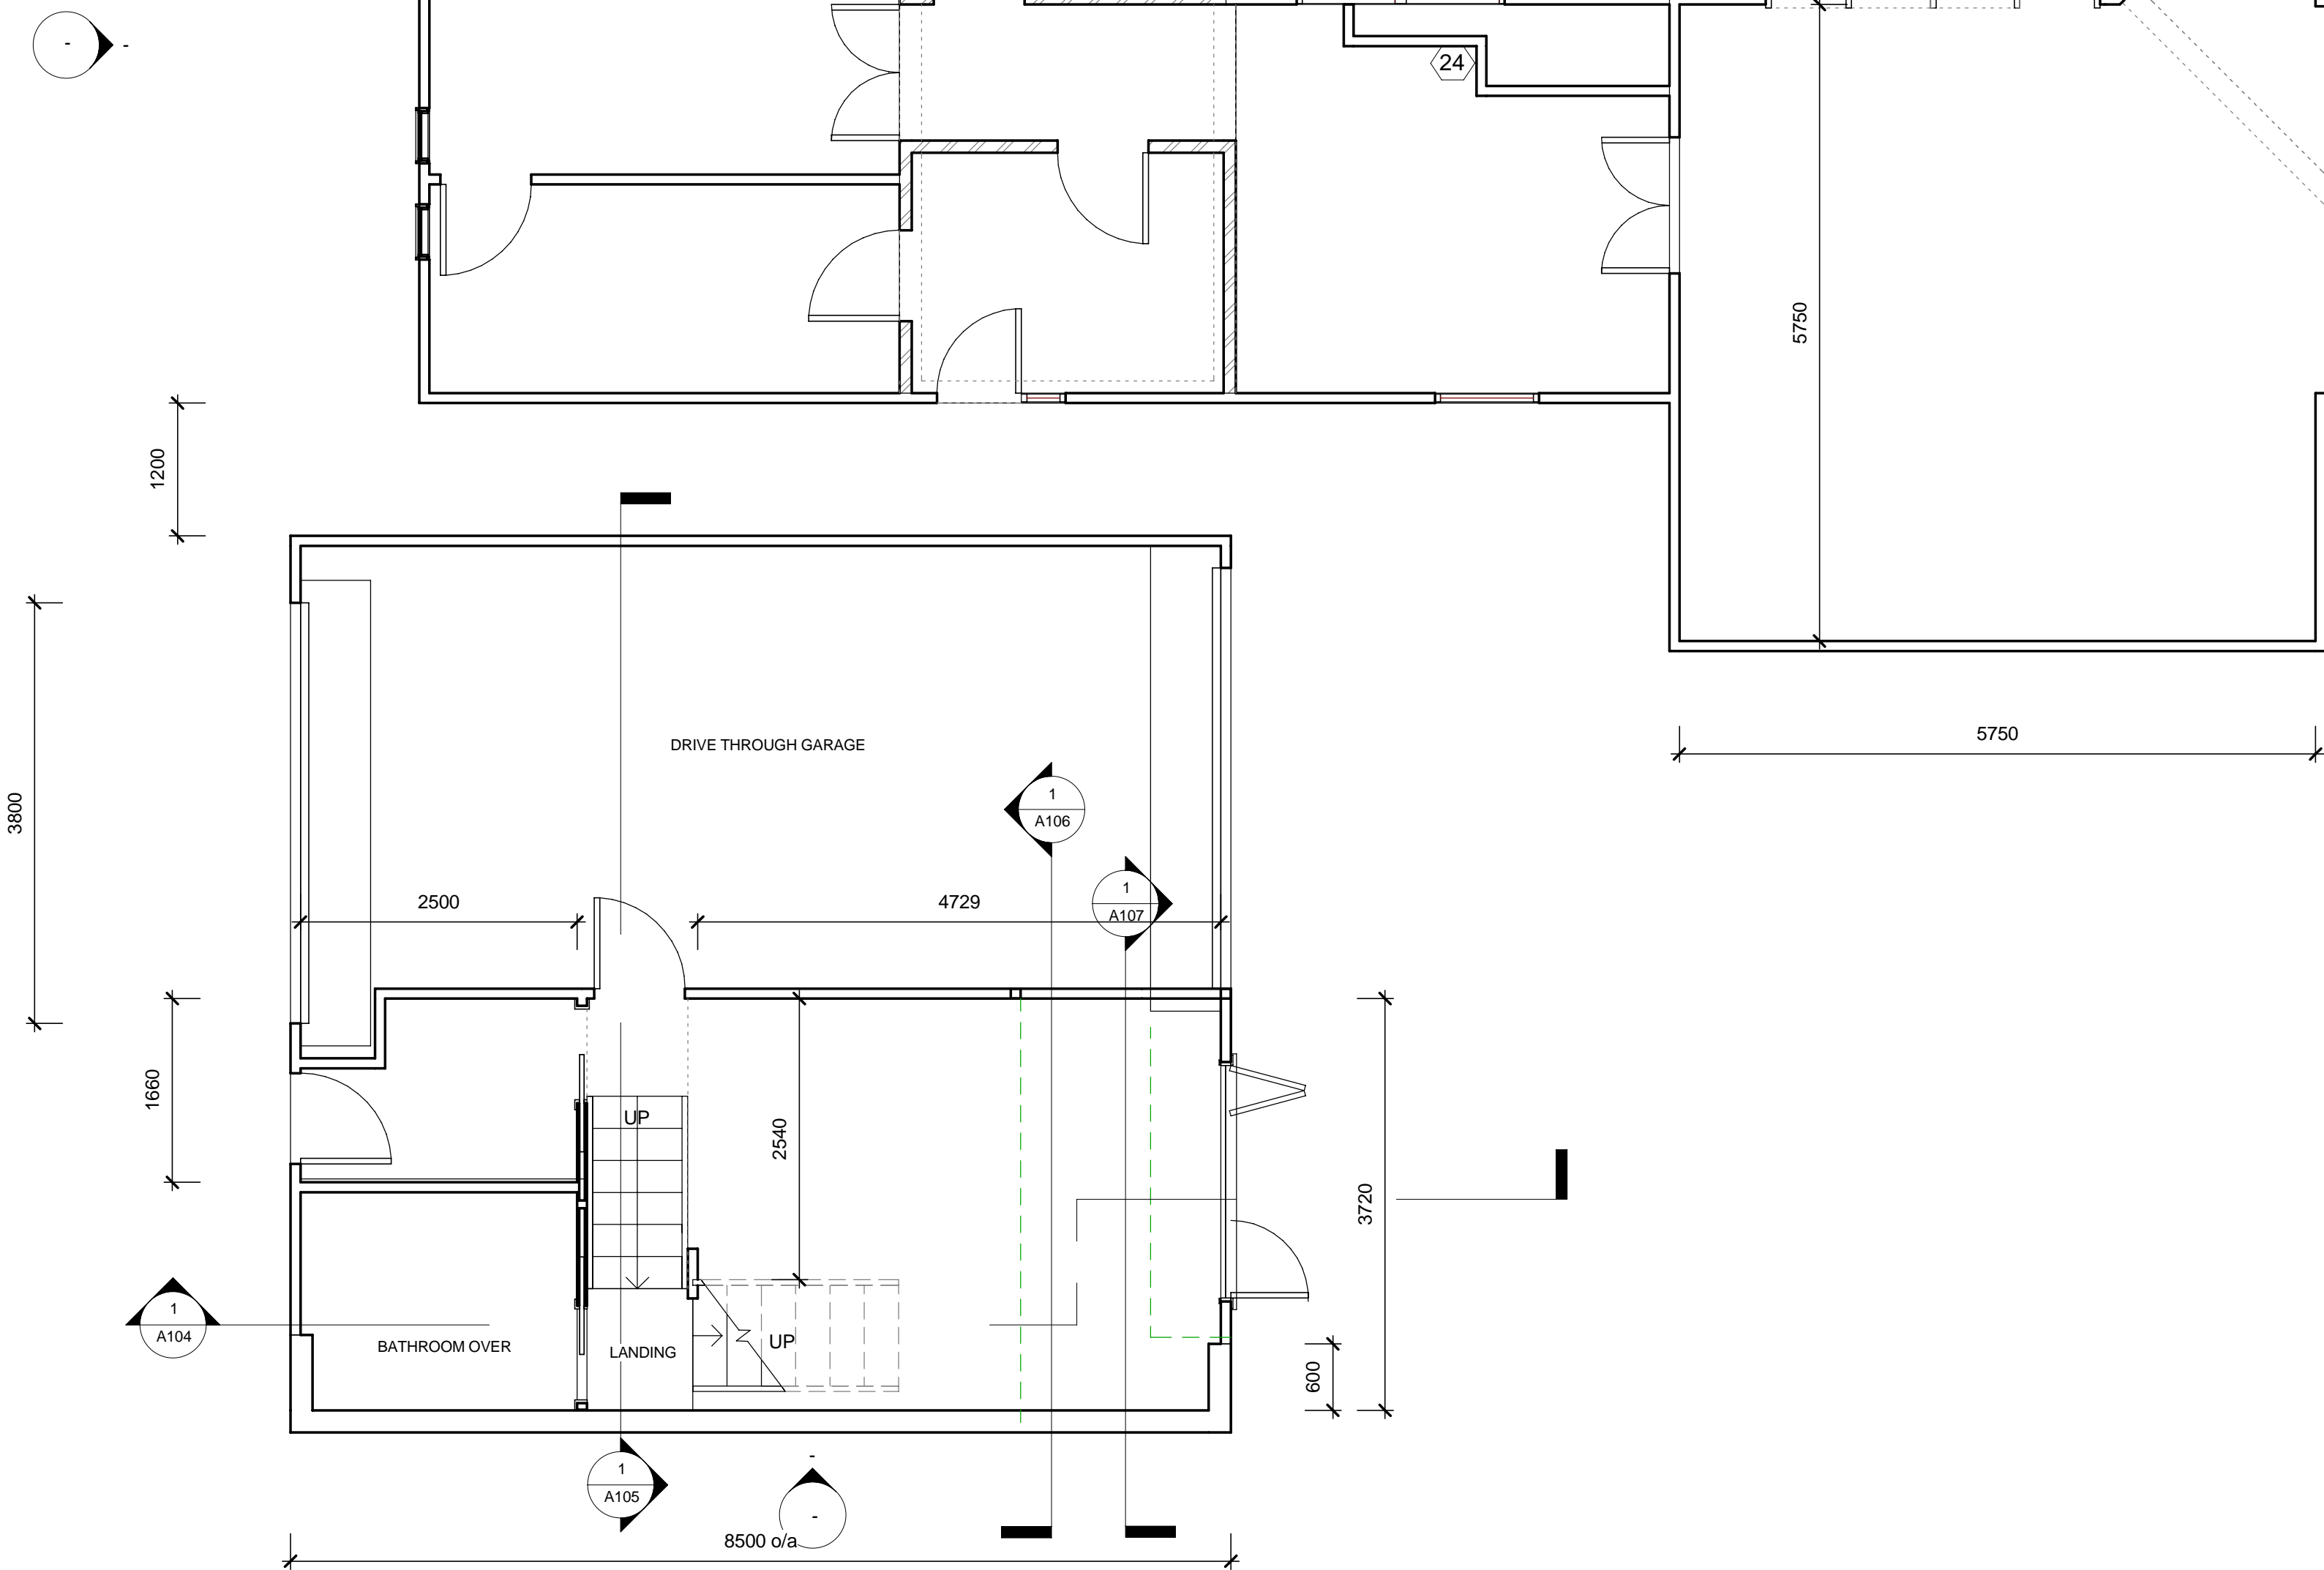 -
-
24
5750
1200
5750
DRIVE THROUGH GARAGE
3800
1
A106
1
A107
2500
4729
1660
UP
2540
3720
1
A104
BATHROOM OVER
LANDING
UP
600
1
A105
-
-
8500 o/a